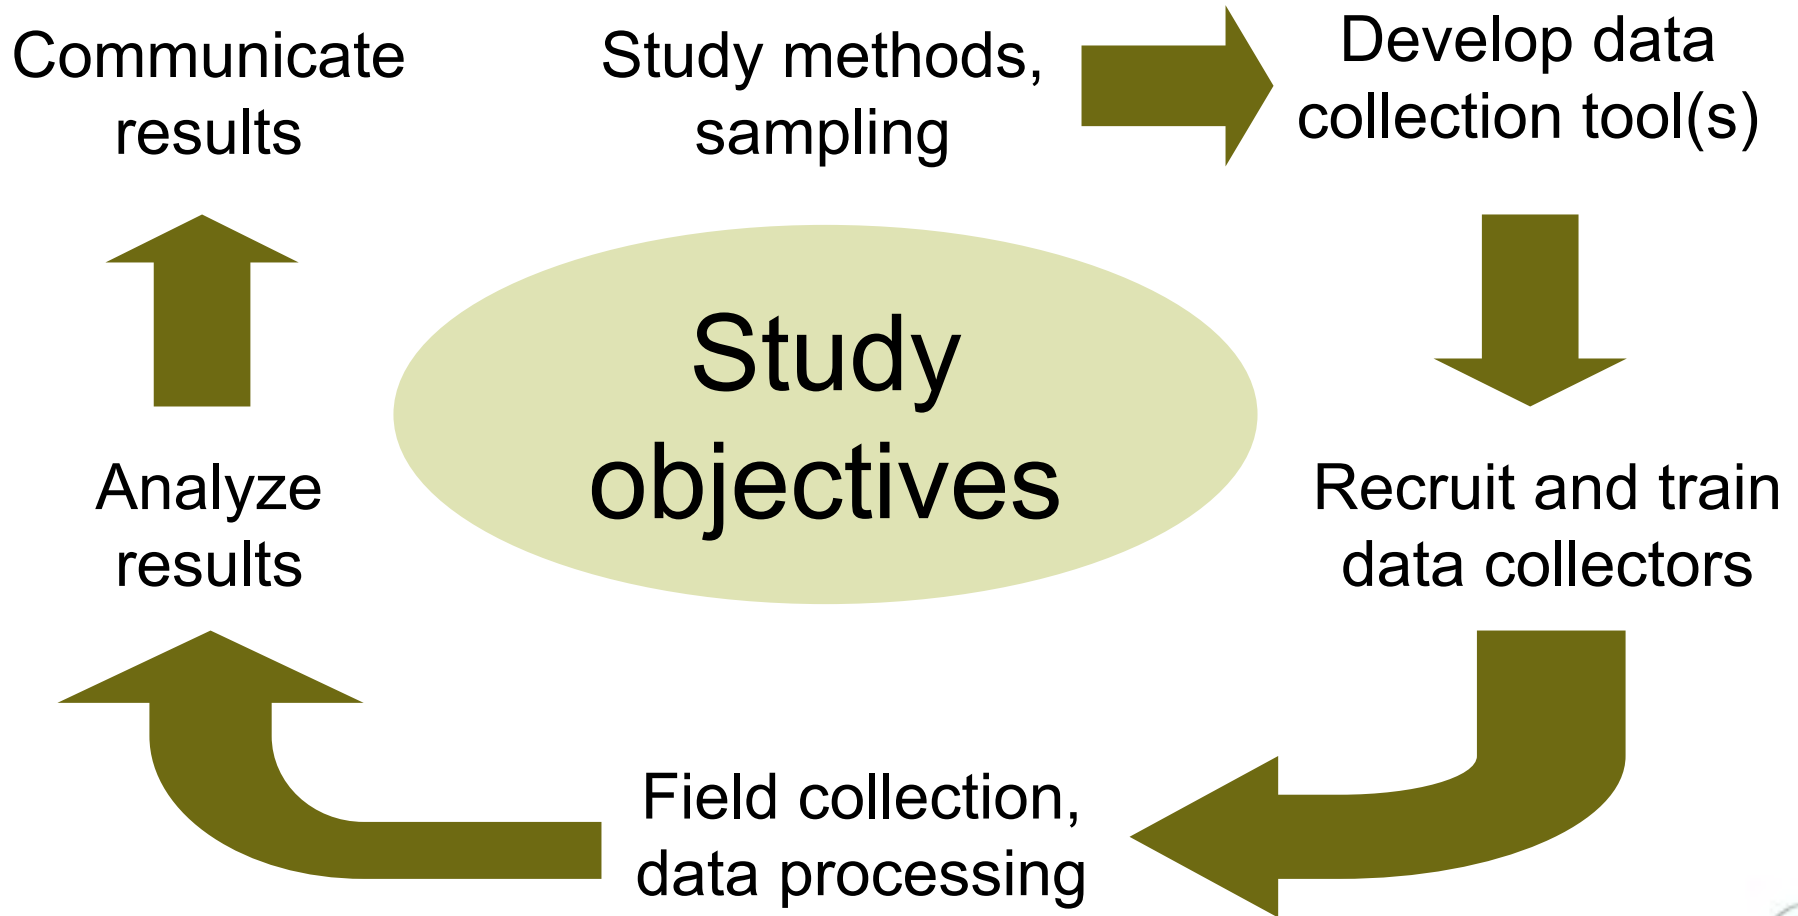 Communicate
results
Study methods,
sampling
Develop data
collection tool(s)
Study
objectives
Analyze
results
Recruit and train
data collectors
Field collection,
data processing